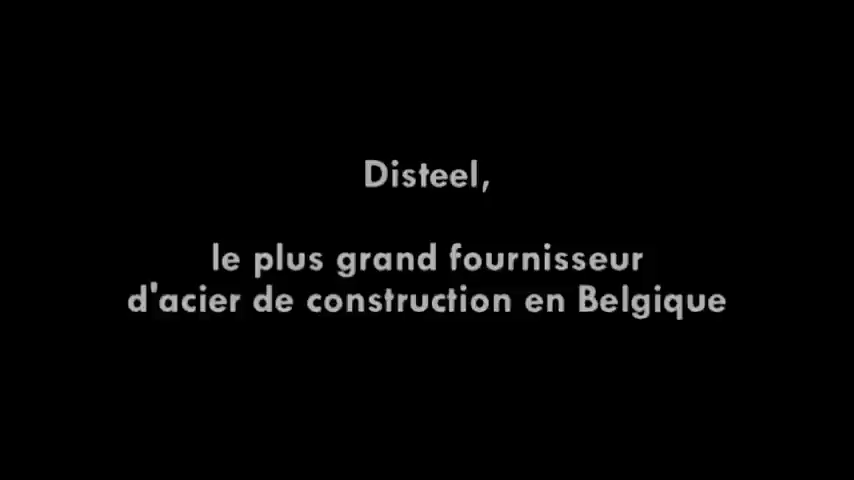 Disteel,
le plus grand fournisseur
d'acier de construction en Belgique